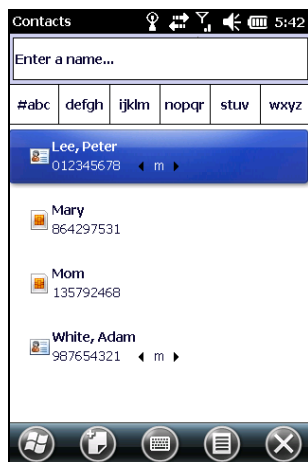 Contacts 5:42
Enter a name...
#abc defgh ijklm nopqr stuv wxyz
Lee, Peter
012345678 m
Mary
864297531
Mom
135792468
White, Adam
987654321 m